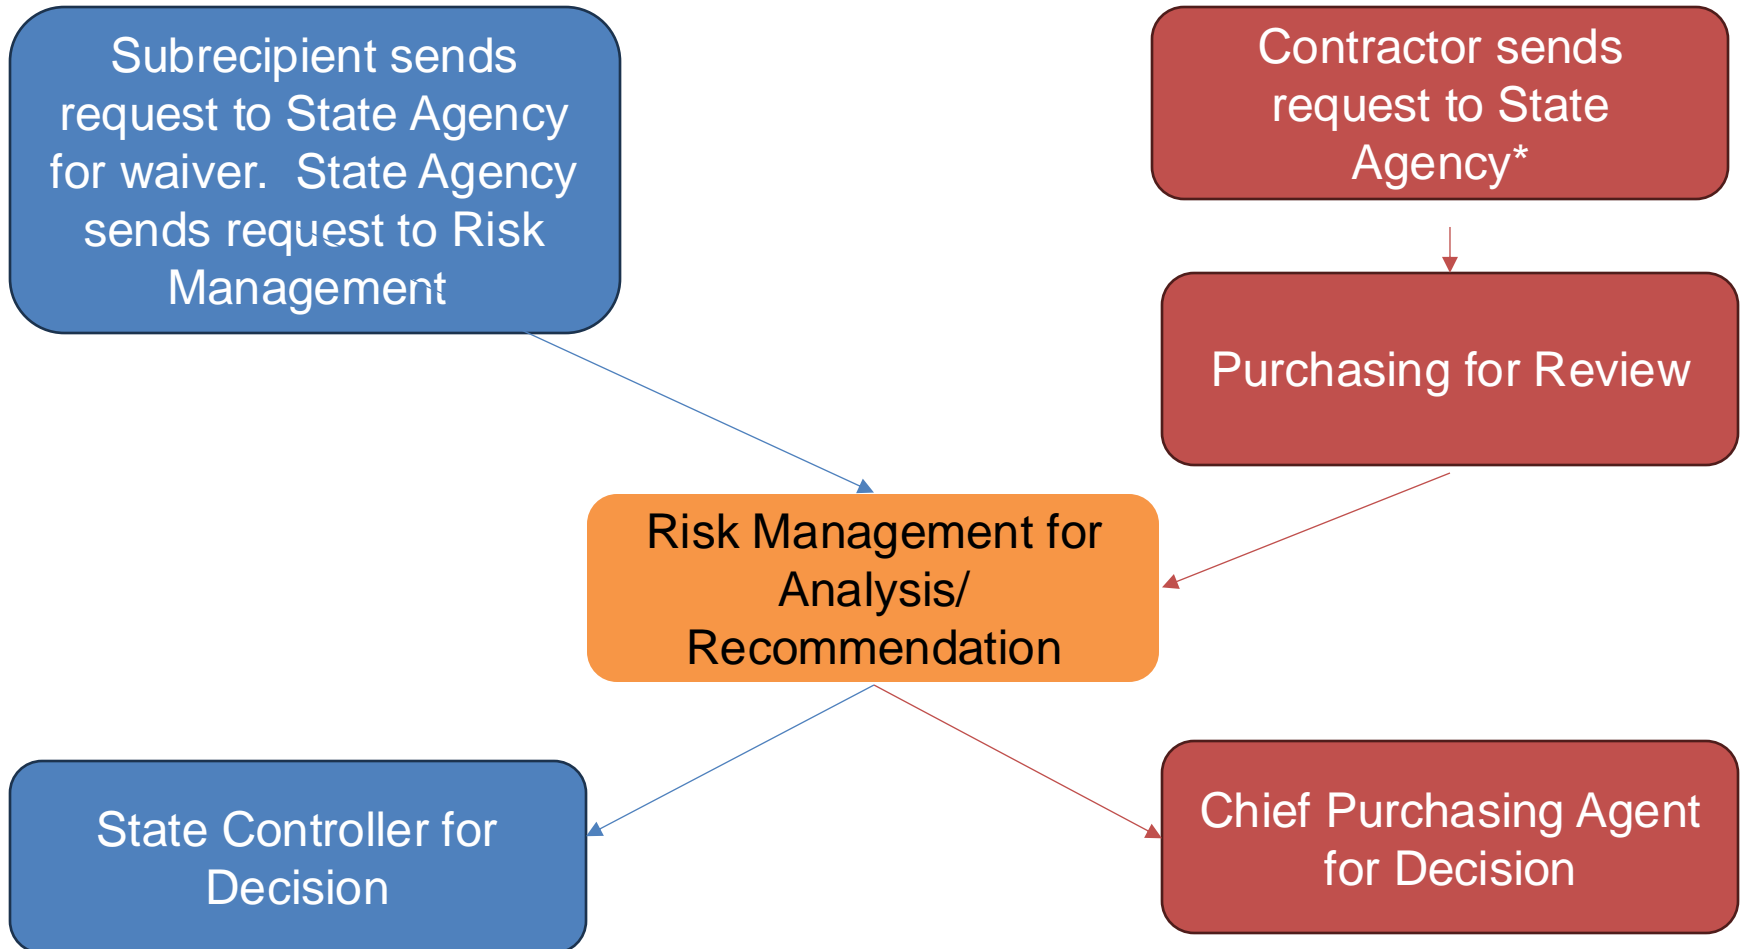 Subrecipient sends
request to State Agency
for waiver.  State Agency
sends request to Risk
Management
Contractor sends
request to State
Agency*
Purchasing for Review
Risk Management for
Analysis/
Recommendation
State Controller for
Decision
Chief Purchasing Agent
for Decision